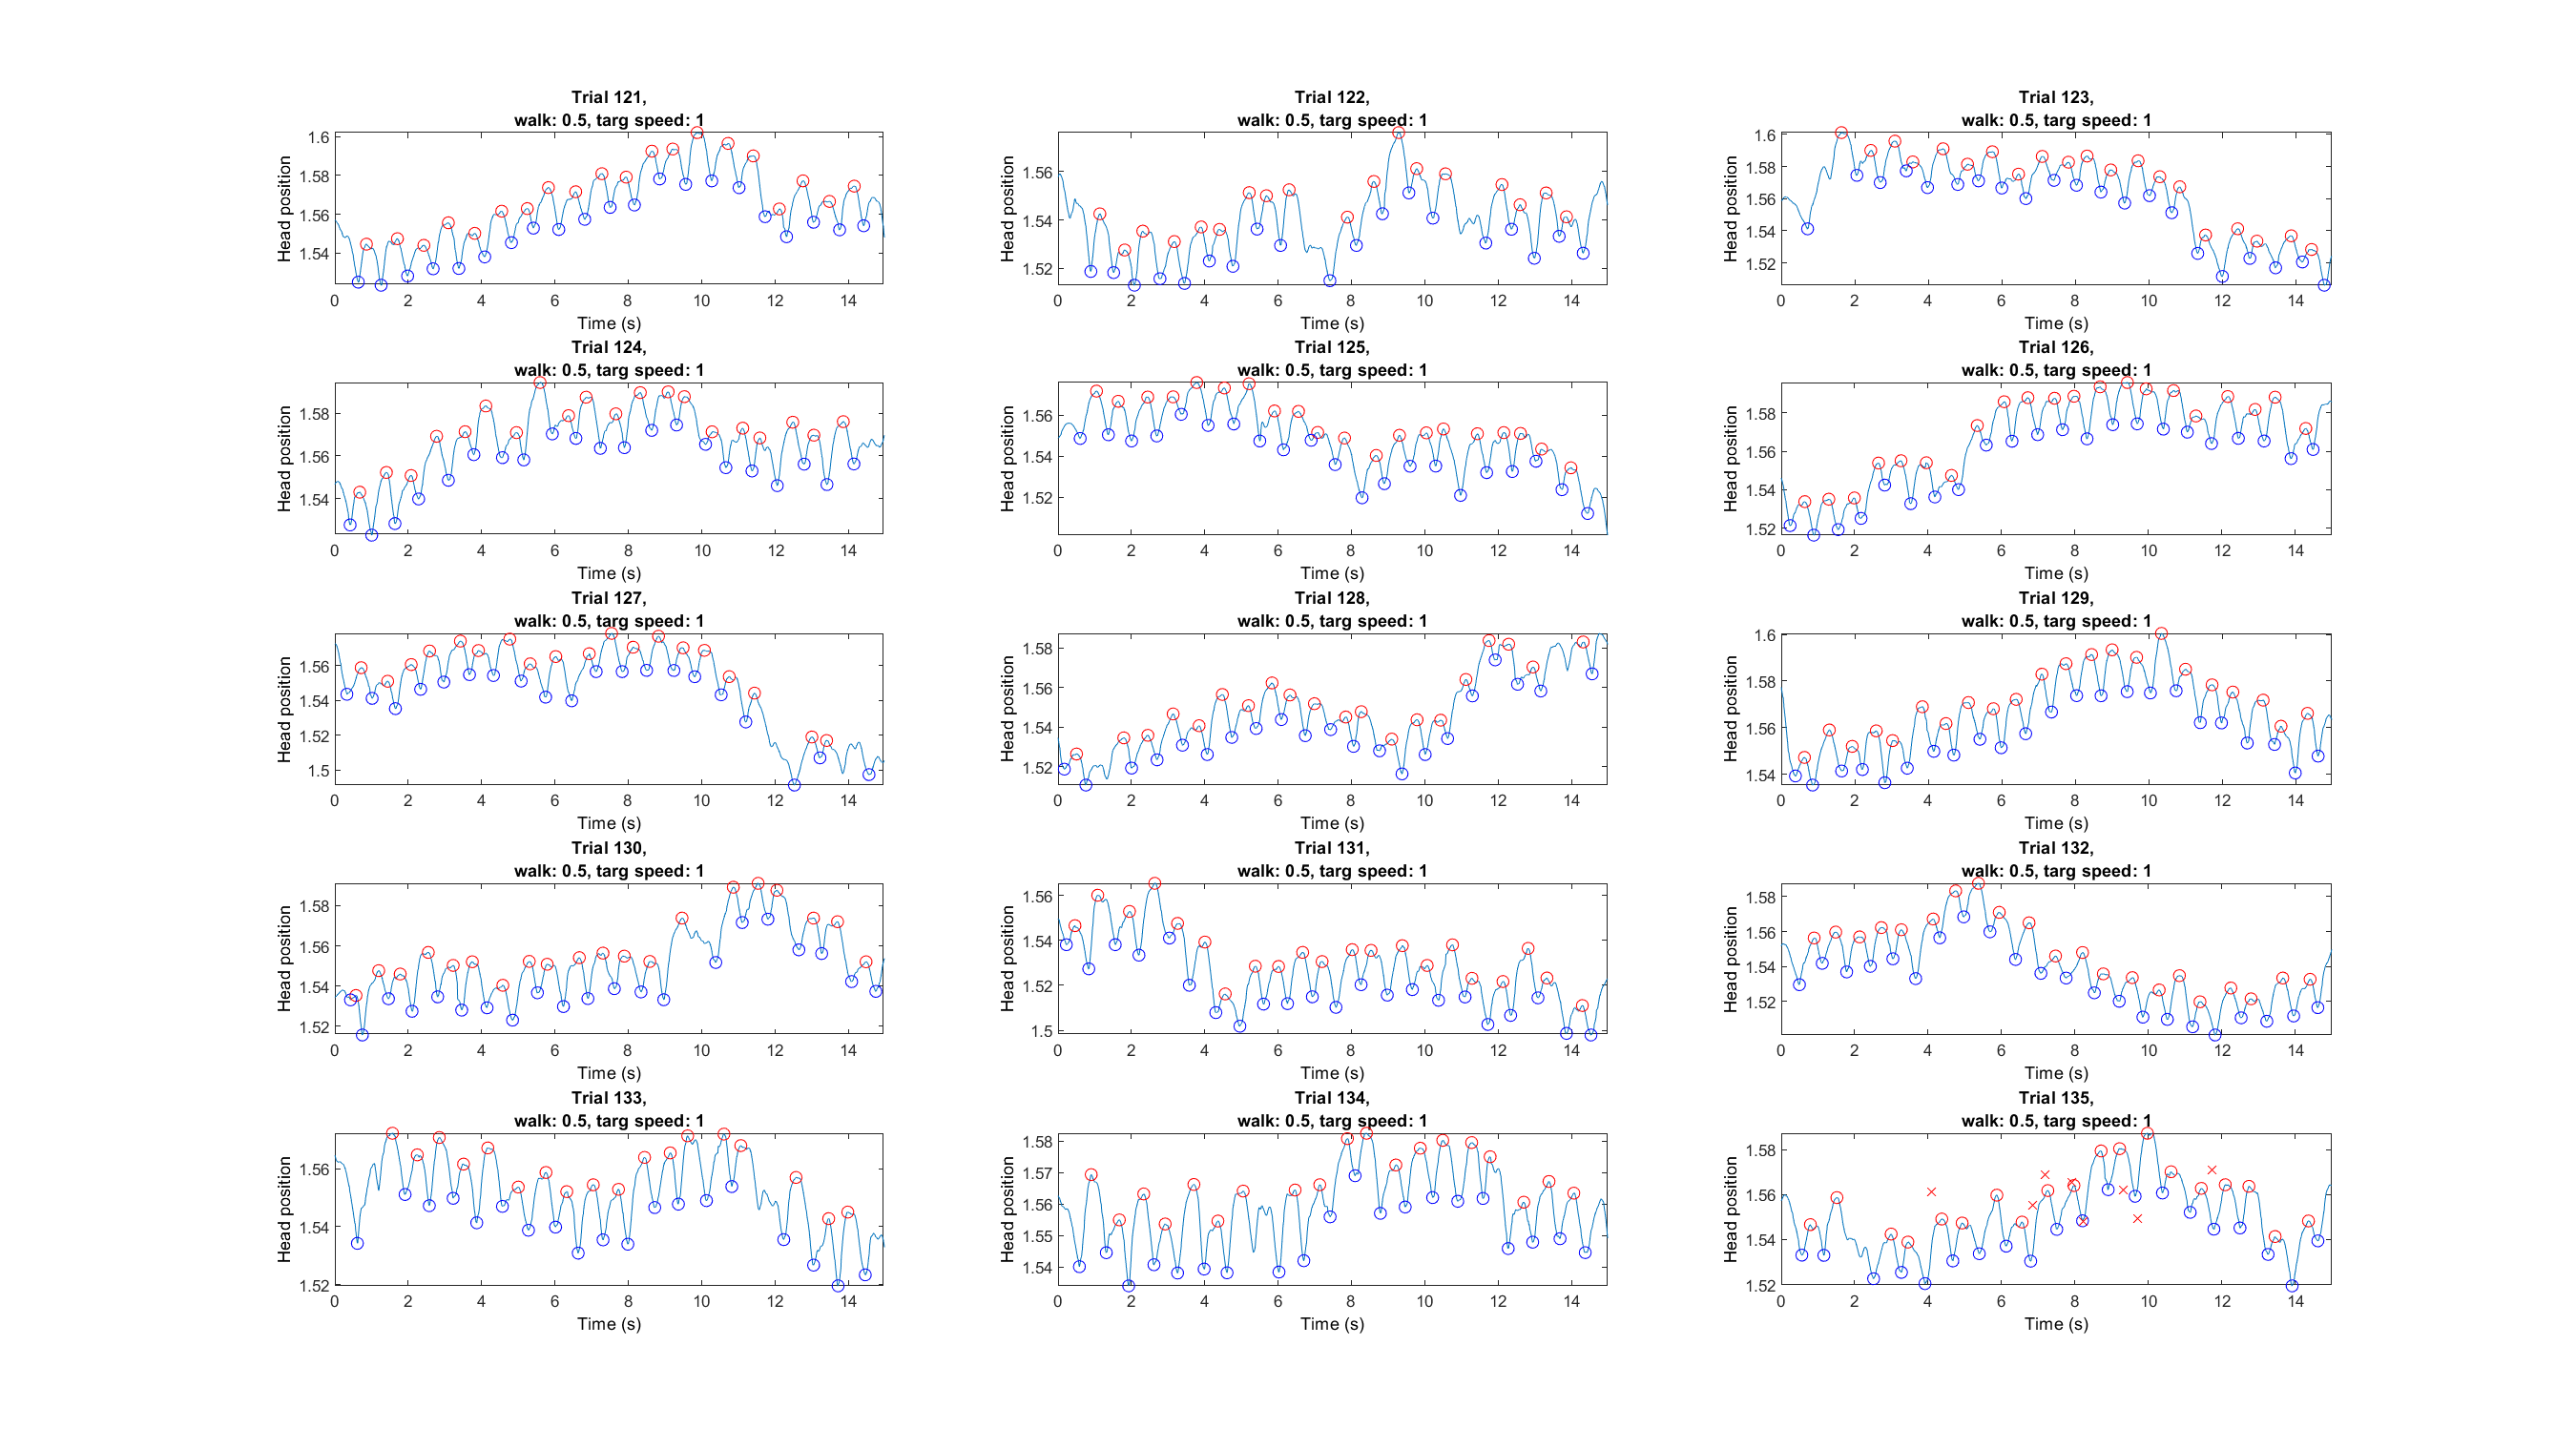 Trial 121,
walk: 0.5, targ speed: 1
Head position
1.6
1.58
1.56
1.54
0 2 4 6 8 10 12 14
Time (s)
Trial 122,
walk: 0.5, targ speed: 1
Head position
1.56
1.54
1.52
0 2 4 6 8 10 12 14
Time (s)
Trial 123,
walk: 0.5, targ speed: 1
Head position
1.6
1.58
1.56
1.54
1.52
0 2 4 6 8 10 12 14
Time (s)
Trial 124,
walk: 0.5, targ speed: 1
Head position
1.58
1.56
1.54
0 2 4 6 8 10 12 14
Time (s)
Trial 125,
walk: 0.5, targ speed: 1
Head position
1.56
1.54
1.52
0 2 4 6 8 10 12 14
Time (s)
Trial 126,
walk: 0.5, targ speed: 1
Head position
1.58
1.56
1.54
1.52
0 2 4 6 8 10 12 14
Time (s)
Trial 127,
walk: 0.5, targ speed: 1
Head position
1.56
1.54
1.52
1.5
0 2 4 6 8 10 12 14
Time (s)
Trial 128,
walk: 0.5, targ speed: 1
Head position
1.58
1.56
1.54
1.52
0 2 4 6 8 10 12 14
Time (s)
Trial 129,
walk: 0.5, targ speed: 1
Head position
1.6
1.58
1.56
1.54
0 2 4 6 8 10 12 14
Time (s)
Trial 130,
walk: 0.5, targ speed: 1
Head position
1.58
1.56
1.54
1.52
0 2 4 6 8 10 12 14
Time (s)
Trial 131,
walk: 0.5, targ speed: 1
Head position
1.56
1.54
1.52
1.5
0 2 4 6 8 10 12 14
Time (s)
Trial 132,
walk: 0.5, targ speed: 1
Head position
1.58
1.56
1.54
1.52
0 2 4 6 8 10 12 14
Time (s)
Trial 133,
walk: 0.5, targ speed: 1
Head position
1.56
1.54
1.52
0 2 4 6 8 10 12 14
Time (s)
Trial 134,
walk: 0.5, targ speed: 1
Head position
1.58
1.57
1.56
1.55
1.54
0 2 4 6 8 10 12 14
Time (s)
Trial 135,
walk: 0.5, targ speed: 1
Head position
1.58
1.56
1.54
1.52
0 2 4 6 8 10 12 14
Time (s)